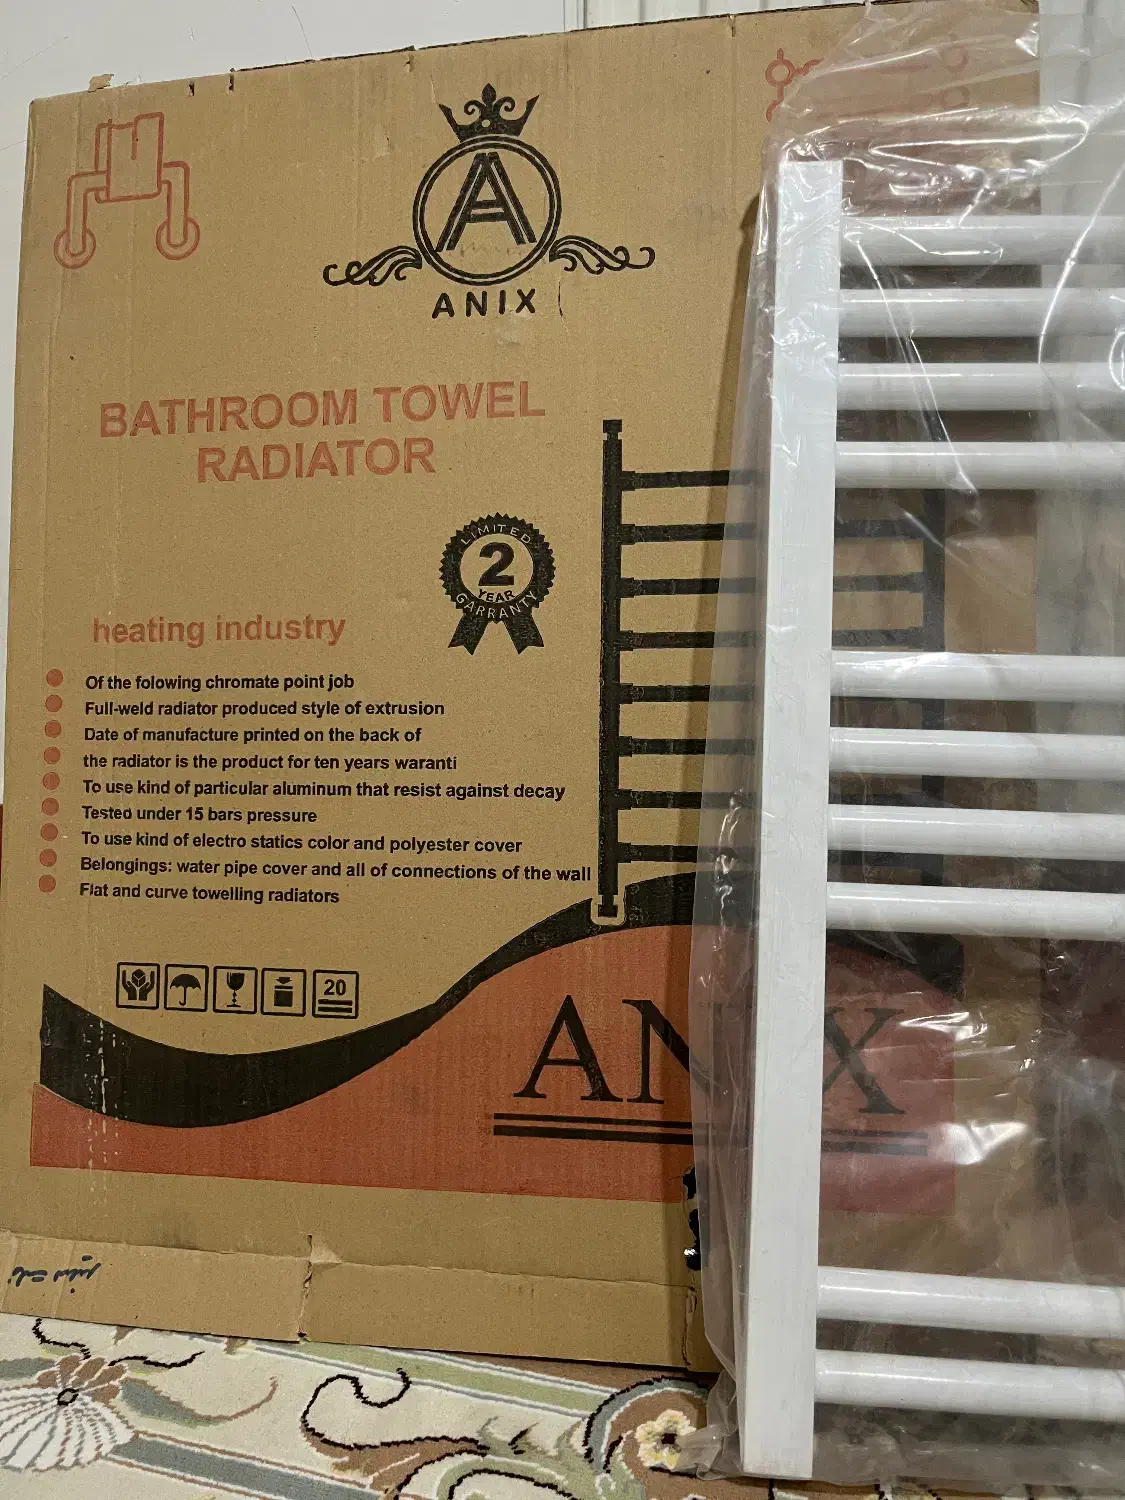 A
ANIX
BATHROOM TOWEL
RADIATOR
LIMITED
2
YEAR
GARRANTY
heating industry
Of the folowing chromate point job
Full-weld radiator produced style of extrusion
Date of manufacture printed on the back of
the radiator is the product for ten years waranti
To use kind of particular aluminum that resist against decay
Tested under 15 bars pressure
To use kind of electro statics color and polyester cover
Belongings: water pipe cover and all of connections of the wall
Flat and curve towelling radiators
20
ANIX